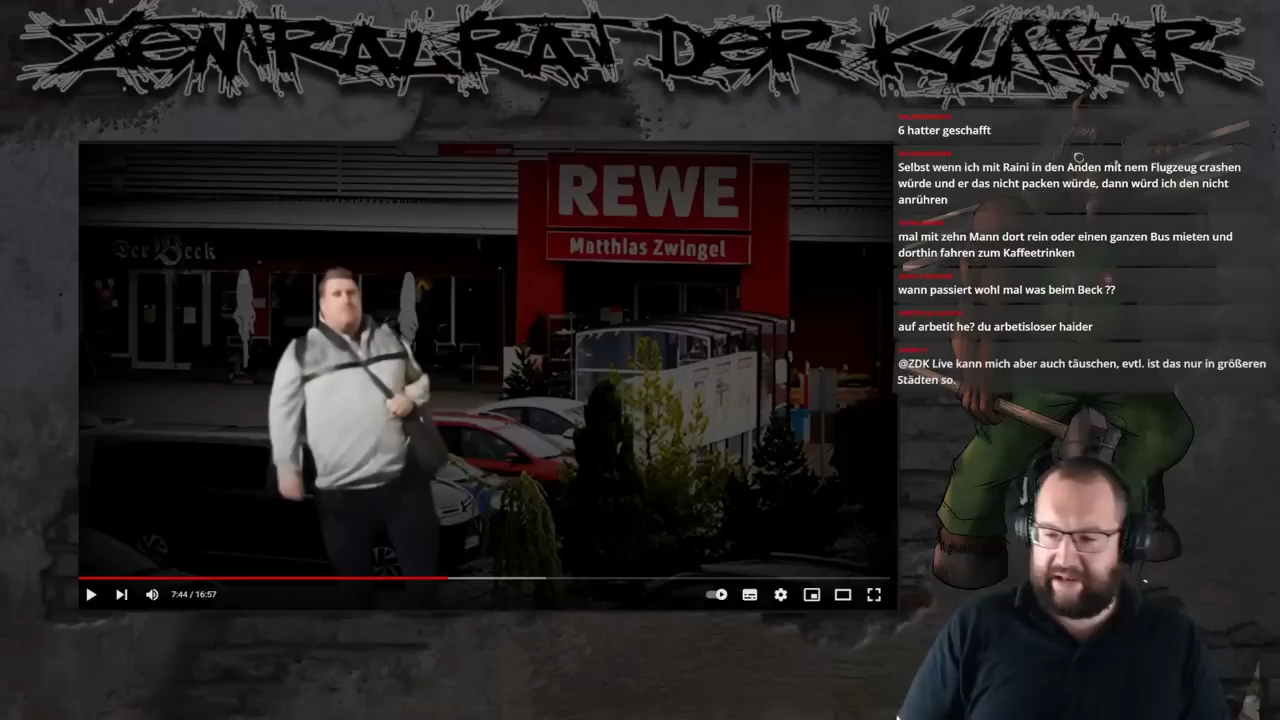 ZENTRALRAT DER KUFFAR
6 hatter geschafft
Selbst wenn ich mit Raini in den Anden mit nem Flugzeug crashen
würde und er das nicht packen würde, dann würd ich den nicht
anrühren
mal mit zehn Mann dort rein oder einen ganzen Bus mieten und
dorthin fahren zum Kaffeetrinken
wann passiert wohl mal was beim Beck ??
auf arbetit he? du arbetisloser haider
@ZDK Live kann mich aber auch täuschen, evtl. ist das nur in größeren
Städten so.
REWE
Matthias Zwingel
Der Beck
7:44 / 16:57